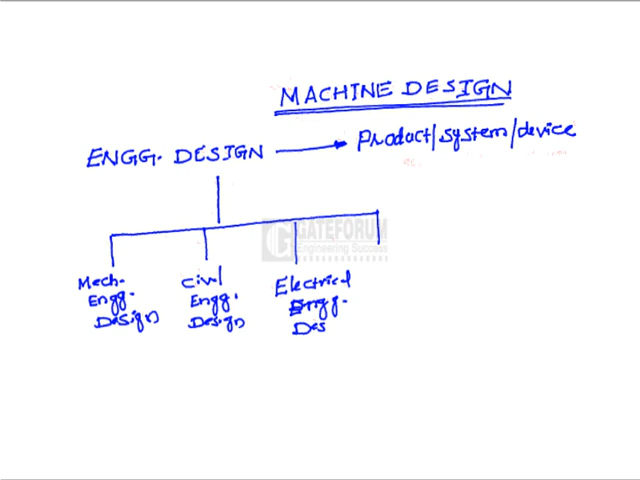 MACHINE DESIGN
ENGG. DESIGN → Product/system/device
GATEFORUM
Engineering Success
Mech.
Engg.
Design
Civil
Engg.
Design
Electrical
Engg.
Des